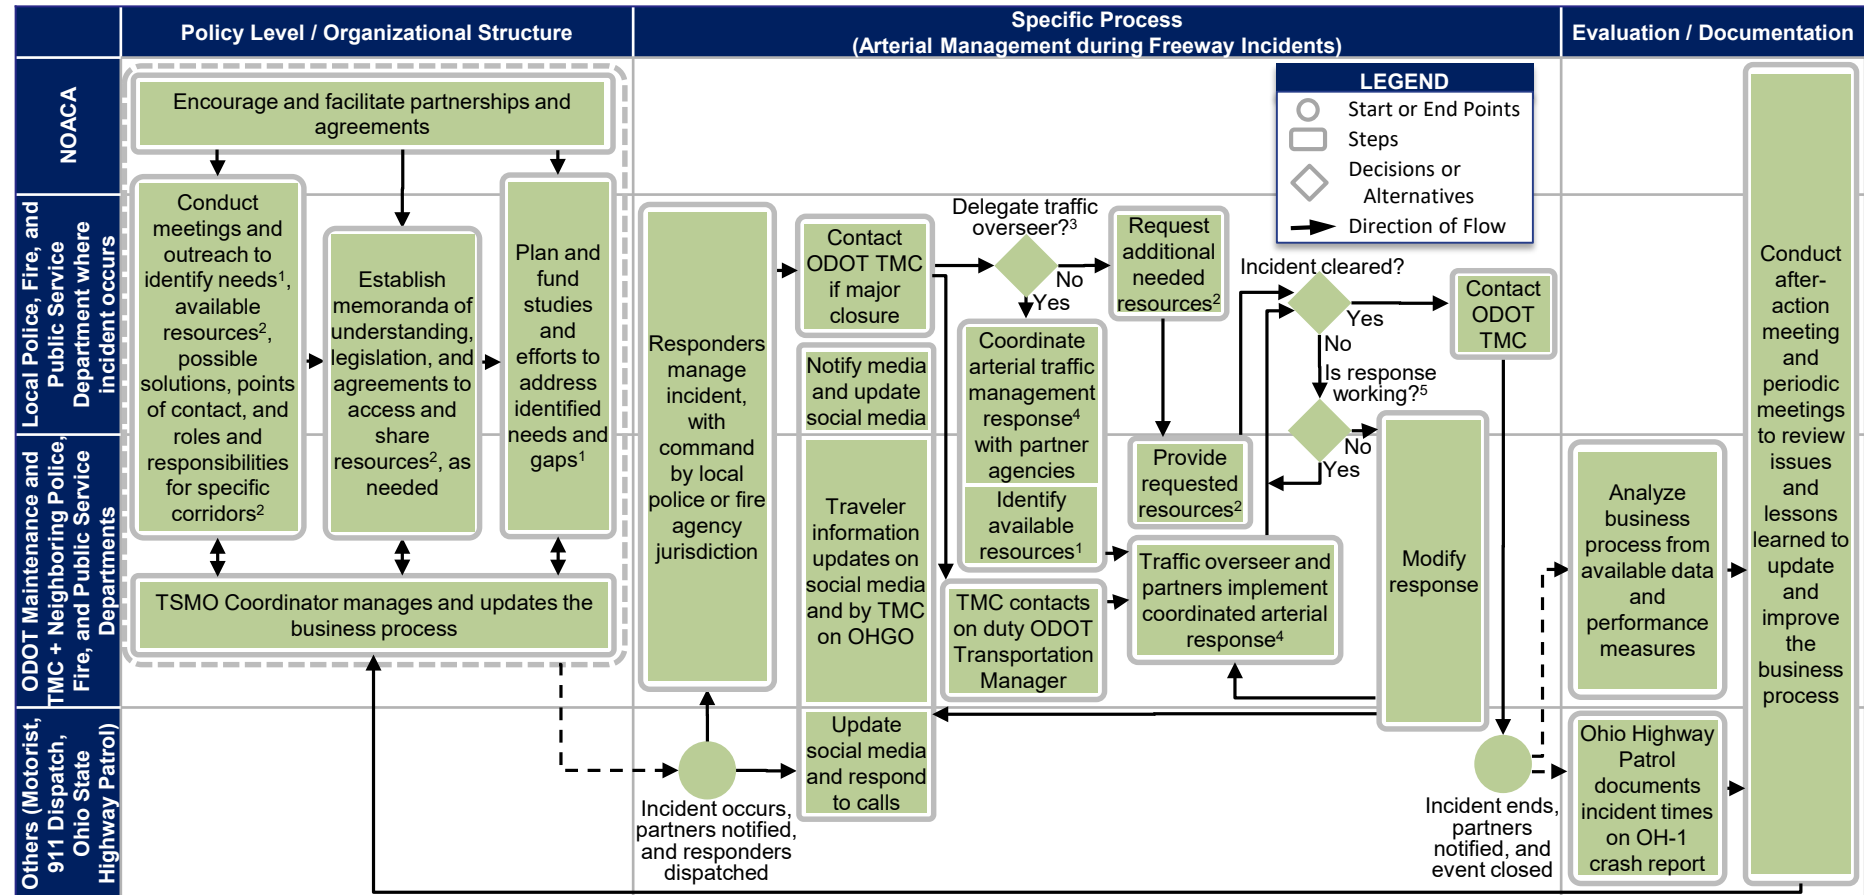 Policy Level / Organizational Structure
Specific Process
(Arterial Management during Freeway Incidents)
Evaluation / Documentation
NOACA
Local Police, Fire, and
Public Service
Department where
incident occurs
ODOT Maintenance and
TMC + Neighboring Police,
Fire, and Public Service
Departments
Others (Motorist,
911 Dispatch,
Ohio State
Highway Patrol)
Encourage and facilitate partnerships and
agreements
Conduct
meetings and
outreach to
identify needs¹,
available
resources²,
possible
solutions, points
of contact, and
roles and
responsibilities
for specific
corridors²
Establish
memoranda of
understanding,
legislation, and
agreements to
access and
share
resources², as
needed
Plan and
fund
studies
and
efforts to
address
identified
needs and
gaps¹
TSMO Coordinator manages and updates the
business process
Responders
manage
incident,
with
command
by local
police or fire
agency
jurisdiction
Incident occurs,
partners notified,
and responders
dispatched
Contact
ODOT TMC
if major
closure
Notify media
and update
social media
Traveler
information
updates on
social media
and by TMC
on OHGO
Update
social media
and respond
to calls
Delegate traffic
overseer?³
No
Yes
Coordinate
arterial traffic
management
response⁴
with partner
agencies
Identify
available
resources¹
TMC contacts
on duty ODOT
Transportation
Manager
Request
additional
needed
resources²
Provide
requested
resources²
Traffic overseer and
partners implement
coordinated arterial
response⁴
LEGEND
Start or End Points
Steps
Decisions or
Alternatives
Direction of Flow
Incident cleared?
Yes
No
Is response
working?⁵
No
Yes
Contact
ODOT
TMC
Modify
response
Incident ends,
partners
notified, and
event closed
Analyze
business
process from
available data
and
performance
measures
Ohio Highway
Patrol
documents
incident times
on OH-1
crash report
Conduct
after-
action
meeting
and
periodic
meetings
to review
issues
and
lessons
learned to
update
and
improve
the
business
process